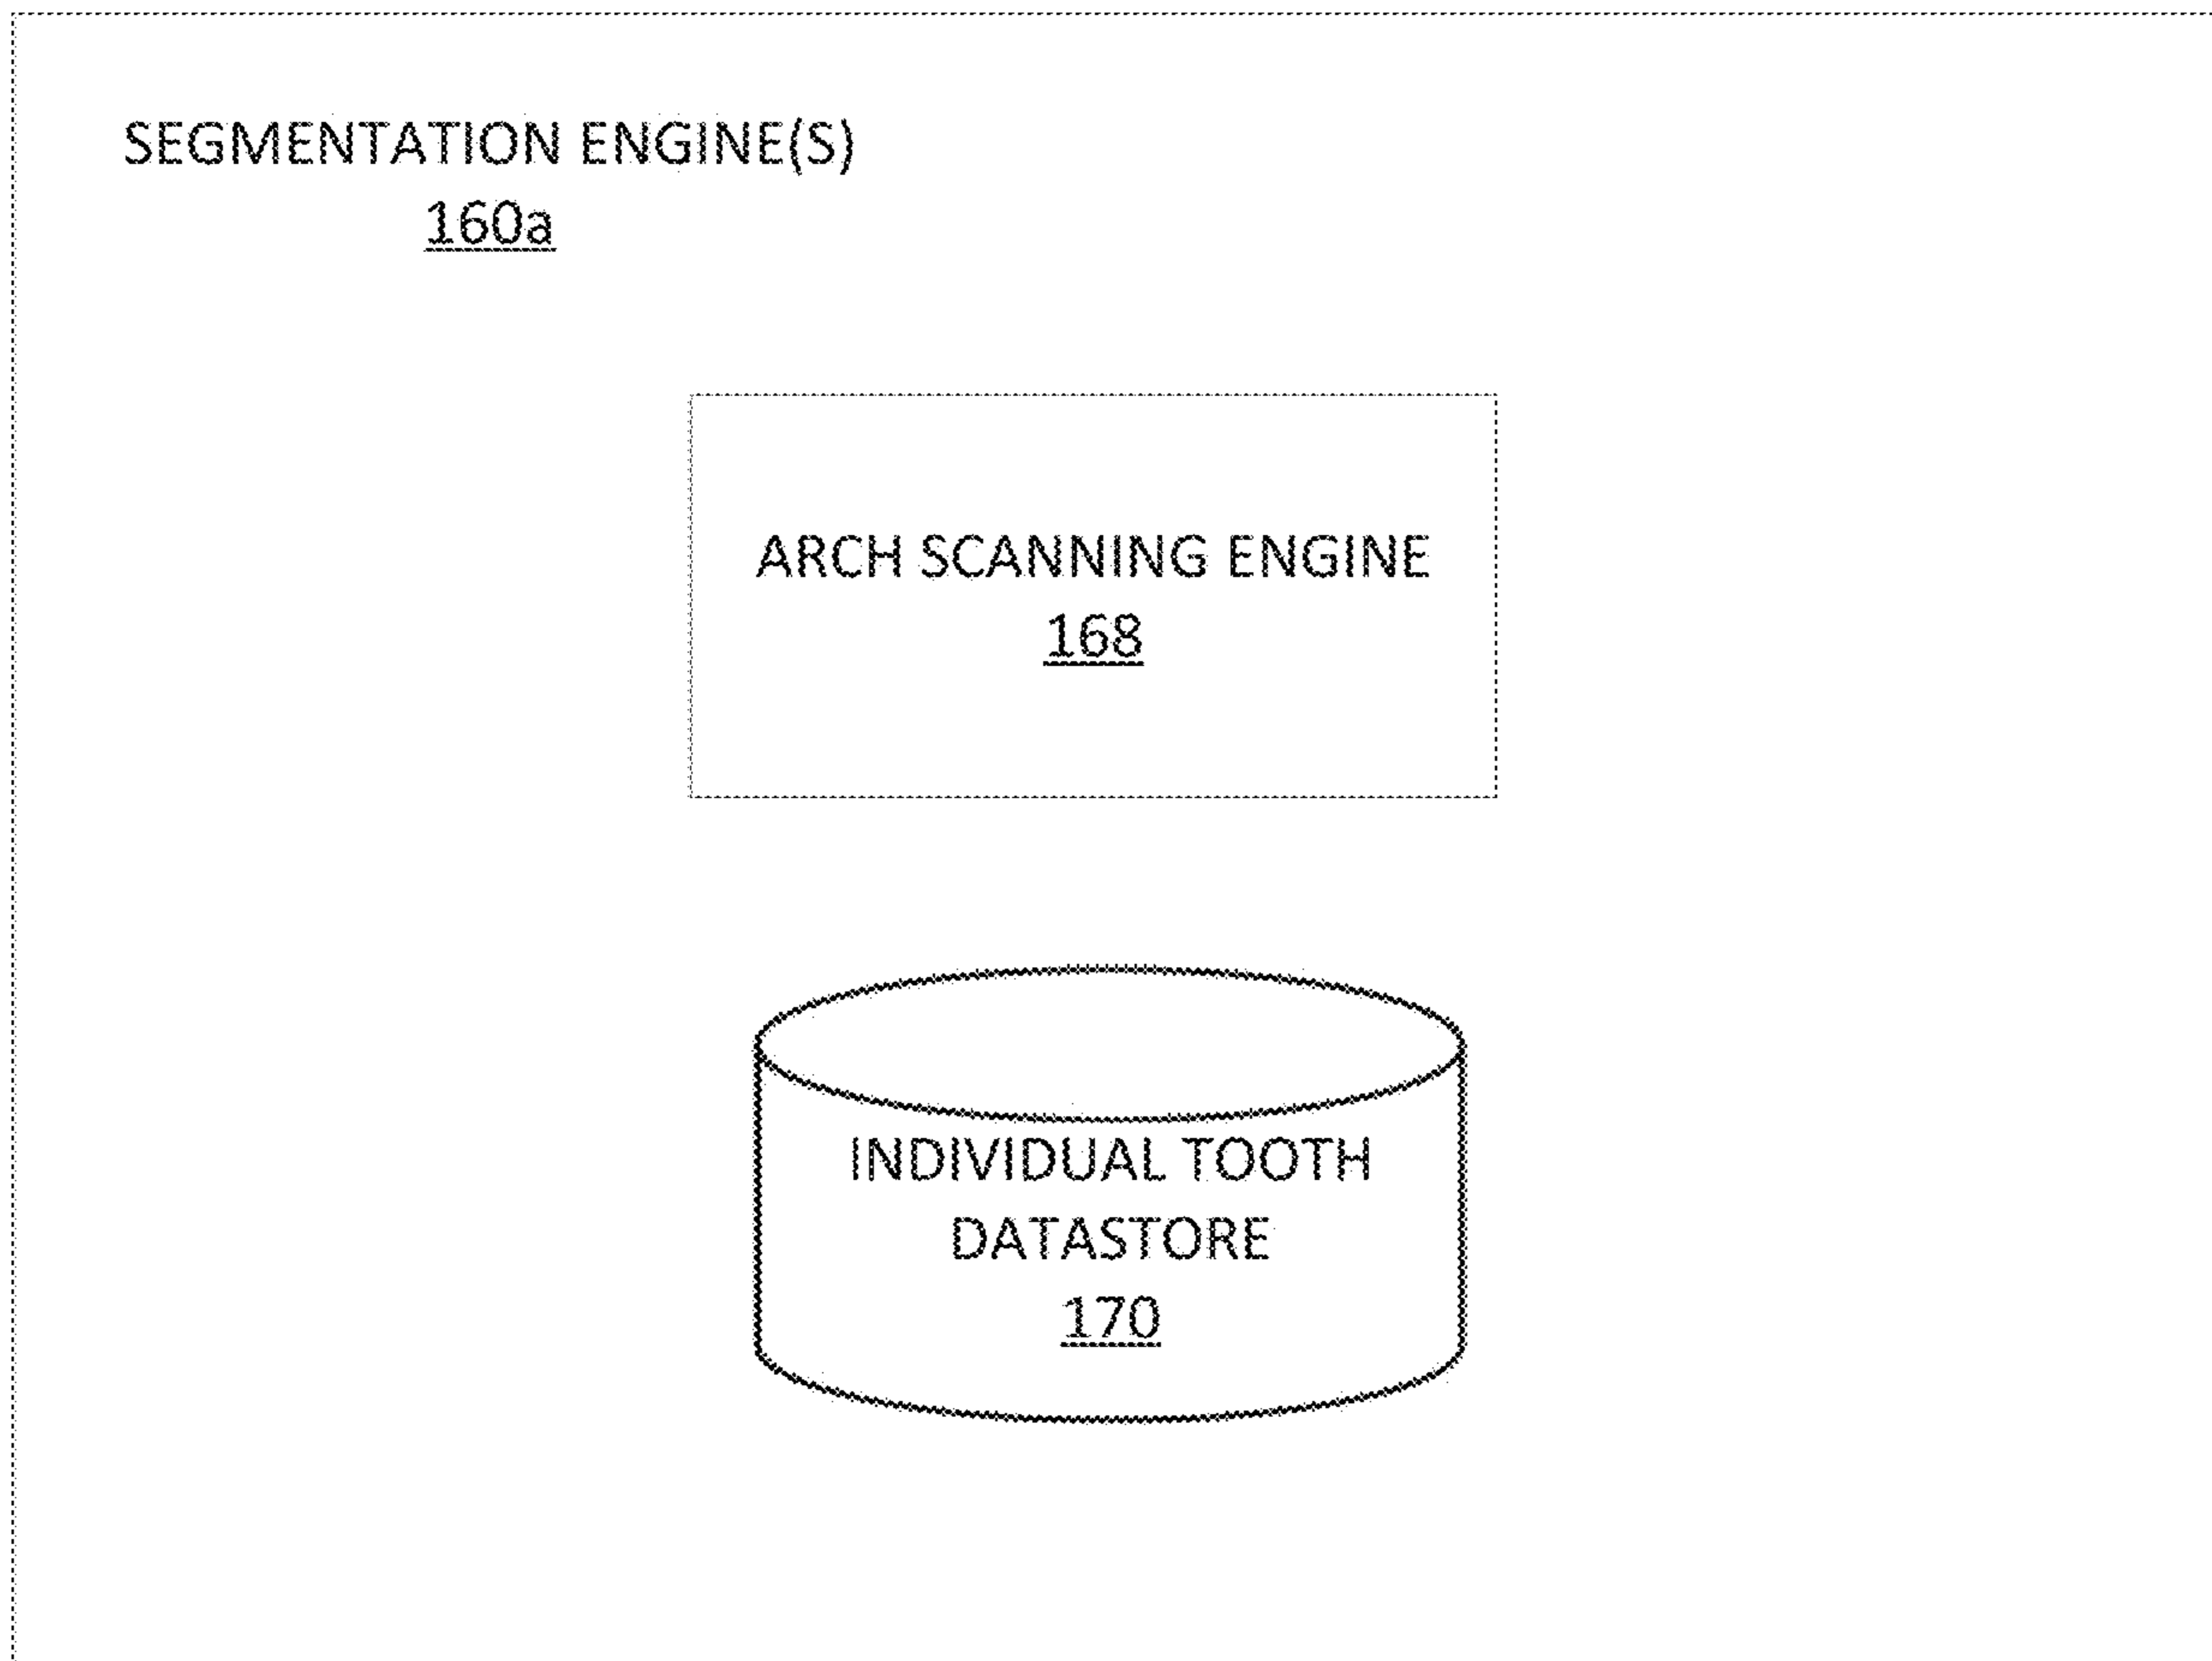 SEGMENTATION ENGINE(S)
160a
ARCH SCANNING ENGINE
168
INDIVIDUAL TOOTH
DATASTORE
170